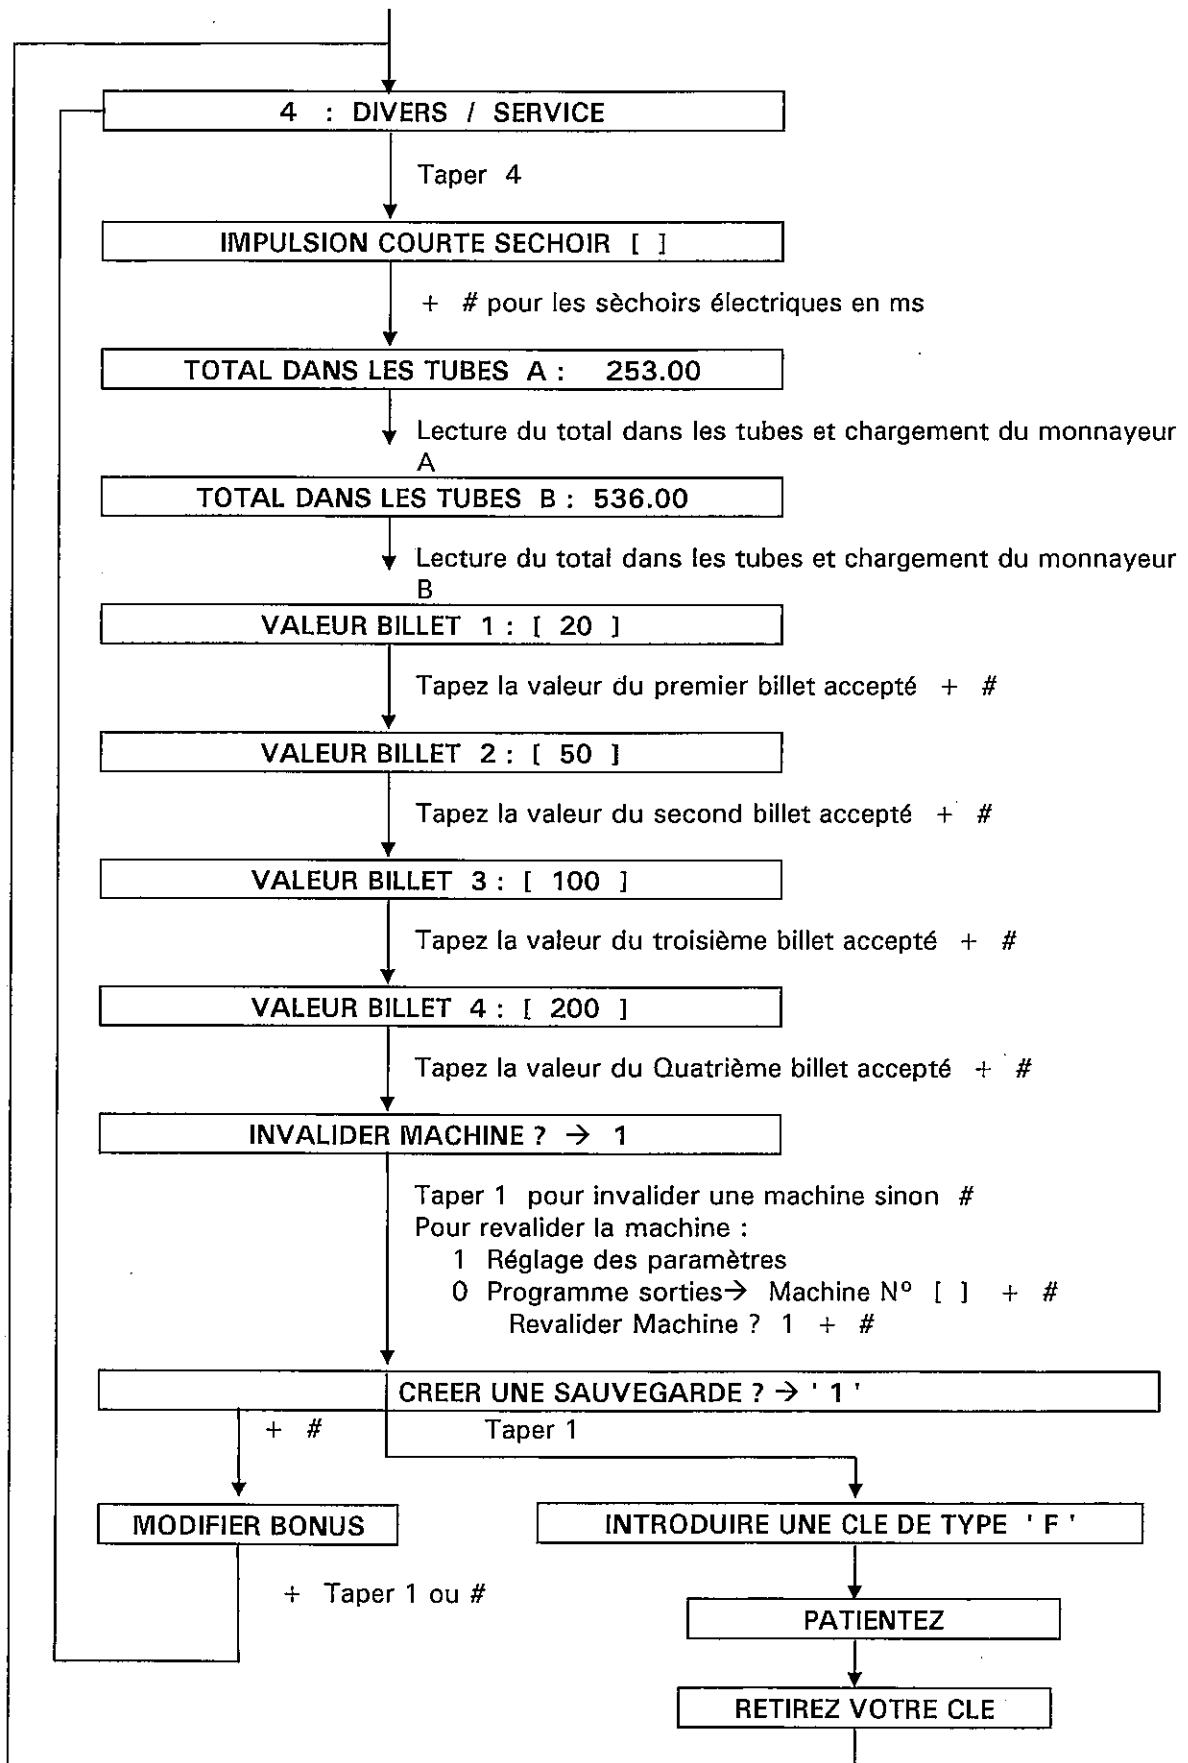 4 : DIVERS / SERVICE
Taper 4
IMPULSION COURTE SECHOIR [ ]
+ # pour les sèchoirs électriques en ms
TOTAL DANS LES TUBES A : 253.00
Lecture du total dans les tubes et chargement du monnayeur
A
TOTAL DANS LES TUBES B : 536.00
Lecture du total dans les tubes et chargement du monnayeur
B
VALEUR BILLET 1 : [ 20 ]
Tapez la valeur du premier billet accepté + #
VALEUR BILLET 2 : [ 50 ]
Tapez la valeur du second billet accepté + #
VALEUR BILLET 3 : [ 100 ]
Tapez la valeur du troisième billet accepté + #
VALEUR BILLET 4 : [ 200 ]
Tapez la valeur du Quatrième billet accepté + #
INVALIDER MACHINE ? → 1
Taper 1 pour invalider une machine sinon #
Pour revalider la machine :
1 Réglage des paramètres
0 Programme sorties→ Machine Nº [ ] + #
Revalider Machine ? 1 + #
CREER UNE SAUVEGARDE ? → ' 1 '
+ # Taper 1
MODIFIER BONUS
INTRODUIRE UNE CLE DE TYPE ' F '
+ Taper 1 ou #
PATIENTEZ
RETIREZ VOTRE CLE